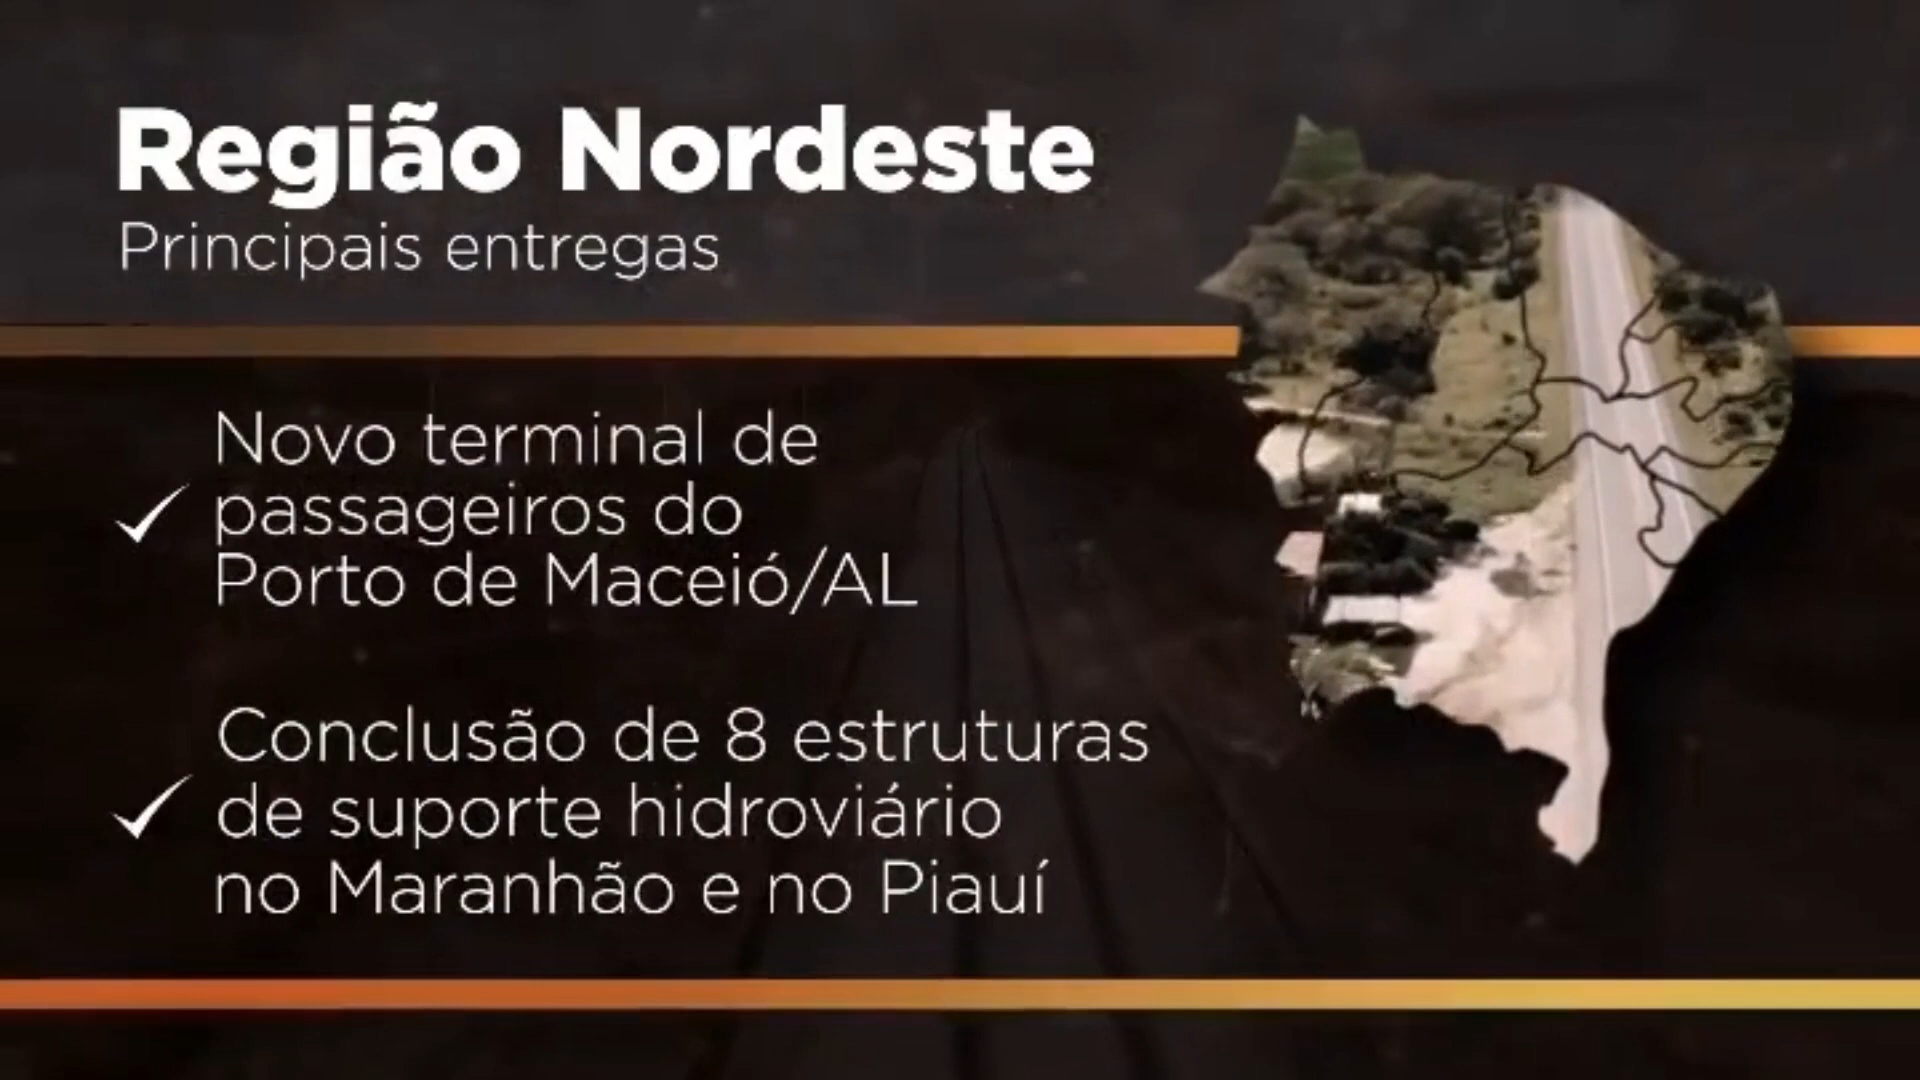 Região Nordeste
Principais entregas
Novo terminal de
passageiros do
Porto de Maceió/AL
Conclusão de 8 estruturas
de suporte hidroviário
no Maranhão e no Piauí